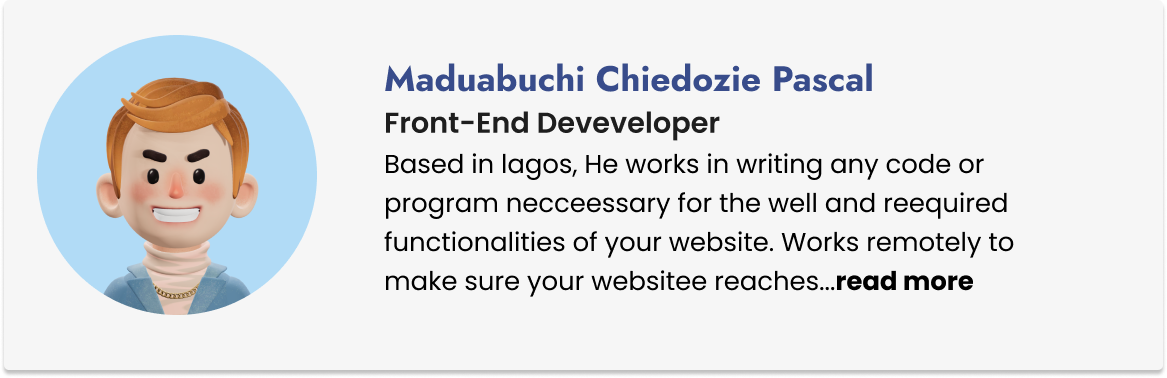 Maduabuchi Chiedozie Pascal
Front-End Deveveloper
Based in lagos, He works in writing any code or
program necceessary for the well and reequired
functionalities of your website. Works remotely to
make sure your websitee reaches...read more